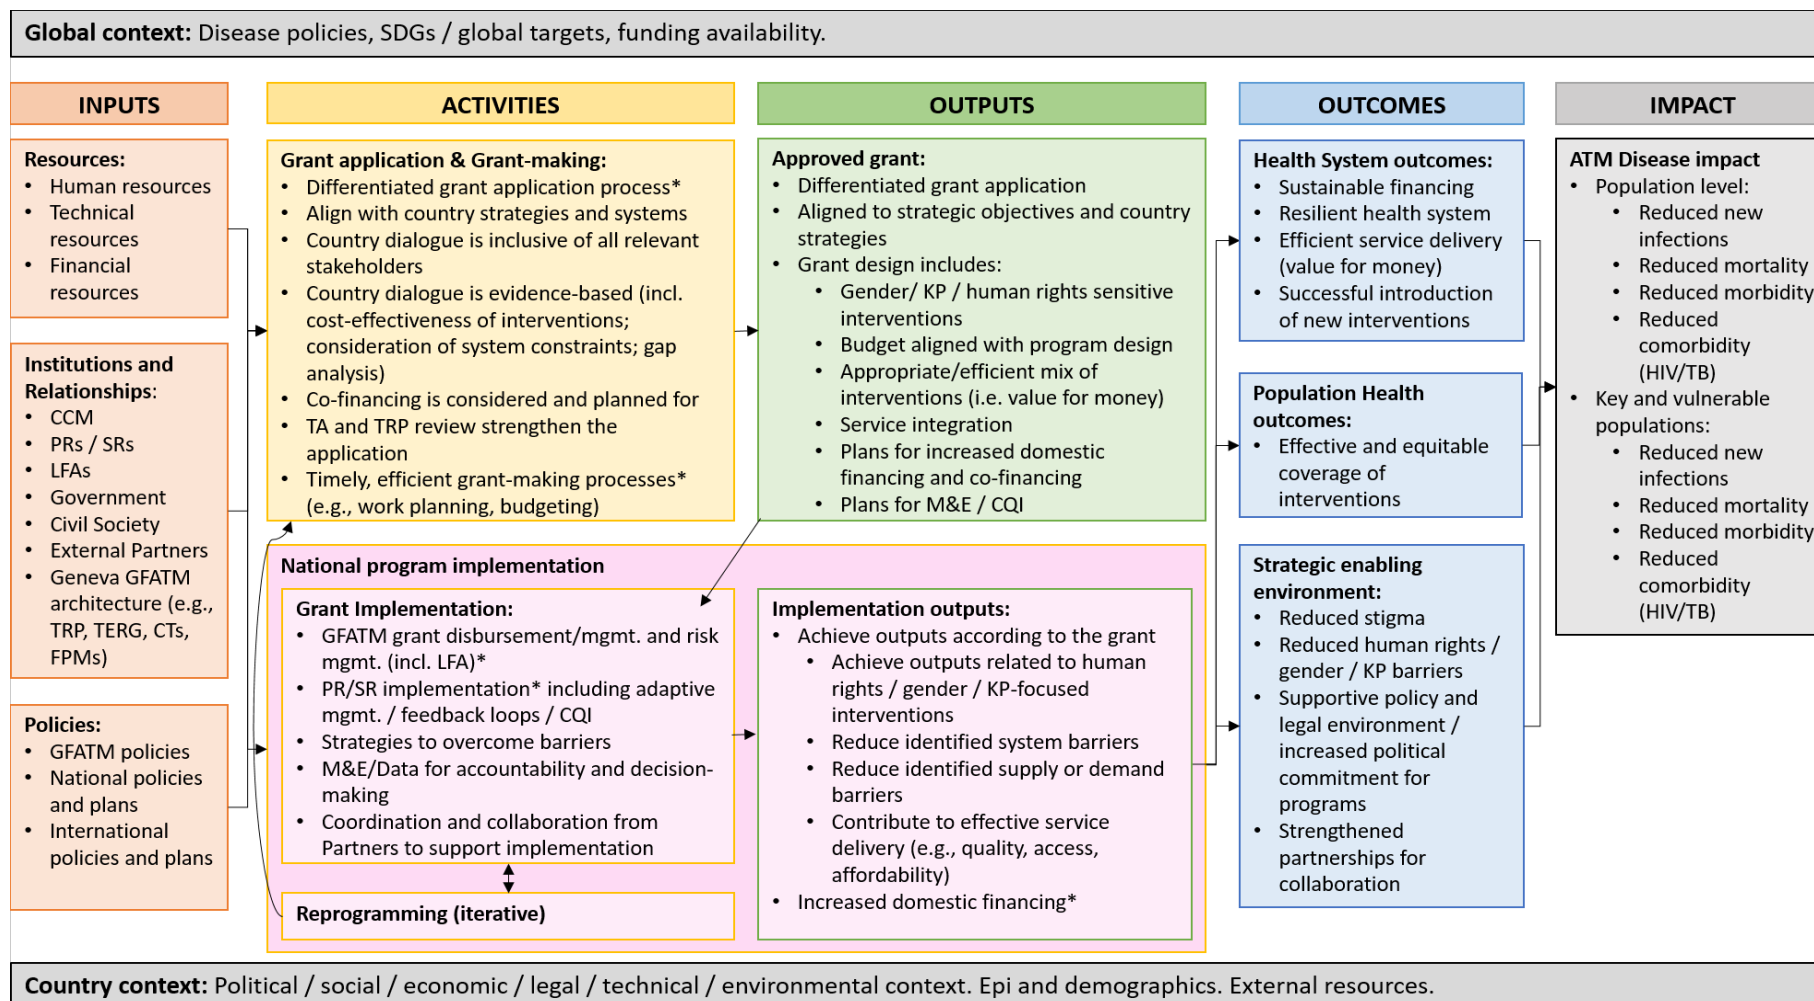 Global context: Disease policies, SDGs / global targets, funding availability.
INPUTS
Resources:
• Human resources
• Technical
resources
• Financial
resources
Institutions and
Relationships:
• CCM
• PRs / SRs
• LFAs
• Government
• Civil Society
• External Partners
• Geneva GFATM
architecture (e.g.,
TRP, TERG, CTs,
FPMs)
Policies:
• GFATM policies
• National policies
and plans
• International
policies and plans
ACTIVITIES
Grant application & Grant-making:
• Differentiated grant application process*
• Align with country strategies and systems
• Country dialogue is inclusive of all relevant
stakeholders
• Country dialogue is evidence-based (incl.
cost-effectiveness of interventions;
consideration of system constraints; gap
analysis)
• Co-financing is considered and planned for
• TA and TRP review strengthen the
application
• Timely, efficient grant-making processes*
(e.g., work planning, budgeting)
OUTPUTS
Approved grant:
• Differentiated grant application
• Aligned to strategic objectives and country
strategies
• Grant design includes:
• Gender/ KP / human rights sensitive
interventions
• Budget aligned with program design
• Appropriate/efficient mix of
interventions (i.e. value for money)
• Service integration
• Plans for increased domestic
financing and co-financing
• Plans for M&E / CQI
National program implementation
Grant Implementation:
• GFATM grant disbursement/mgmt. and risk
mgmt. (incl. LFA)*
• PR/SR implementation* including adaptive
mgmt. / feedback loops / CQI
• Strategies to overcome barriers
• M&E/Data for accountability and decision-
making
• Coordination and collaboration from
Partners to support implementation
Reprogramming (iterative)
Implementation outputs:
• Achieve outputs according to the grant
• Achieve outputs related to human
rights / gender / KP-focused
interventions
• Reduce identified system barriers
• Reduce identified supply or demand
barriers
• Contribute to effective service
delivery (e.g., quality, access,
affordability)
• Increased domestic financing*
OUTCOMES
Health System outcomes:
• Sustainable financing
• Resilient health system
• Efficient service delivery
(value for money)
• Successful introduction
of new interventions
Population Health
outcomes:
• Effective and equitable
coverage of
interventions
Strategic enabling
environment:
• Reduced stigma
• Reduced human rights /
gender / KP barriers
• Supportive policy and
legal environment /
increased political
commitment for
programs
• Strengthened
partnerships for
collaboration
IMPACT
ATM Disease impact
• Population level:
• Reduced new
infections
• Reduced mortality
• Reduced morbidity
• Reduced
comorbidity
(HIV/TB)
• Key and vulnerable
populations:
• Reduced new
infections
• Reduced mortality
• Reduced morbidity
• Reduced
comorbidity
(HIV/TB)
Country context: Political / social / economic / legal / technical / environmental context. Epi and demographics. External resources.